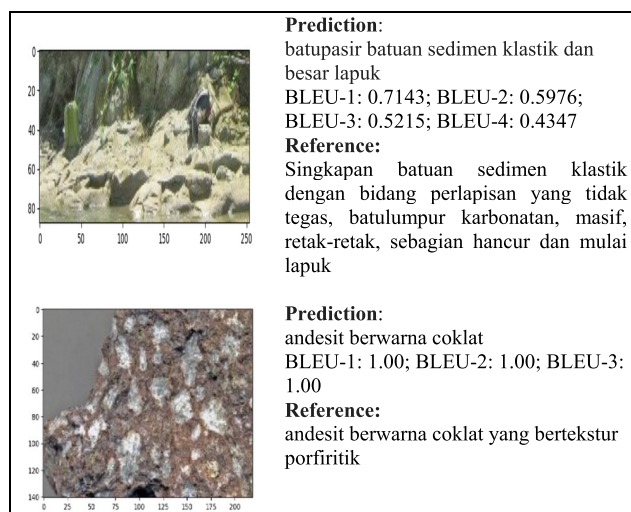 Prediction:
batupasir batuan sedimen klastik dan
besar lapuk
BLEU-1: 0.7143; BLEU-2: 0.5976;
BLEU-3: 0.5215; BLEU-4: 0.4347
Reference:
Singkapan batuan sedimen klastik
dengan bidang perlapisan yang tidak
tegas, batulumpur karbonatan, masif,
retak-retak, sebagian hancur dan mulai
lapuk
0
20
40
60
80
0 50 100 150 200 250
Prediction:
andesit berwarna coklat
BLEU-1: 1.00; BLEU-2: 1.00; BLEU-3:
1.00
Reference:
andesit berwarna coklat yang bertekstur
porfiritik
0
20
40
60
80
100
120
140
0 25 50 75 100 125 150 175 200